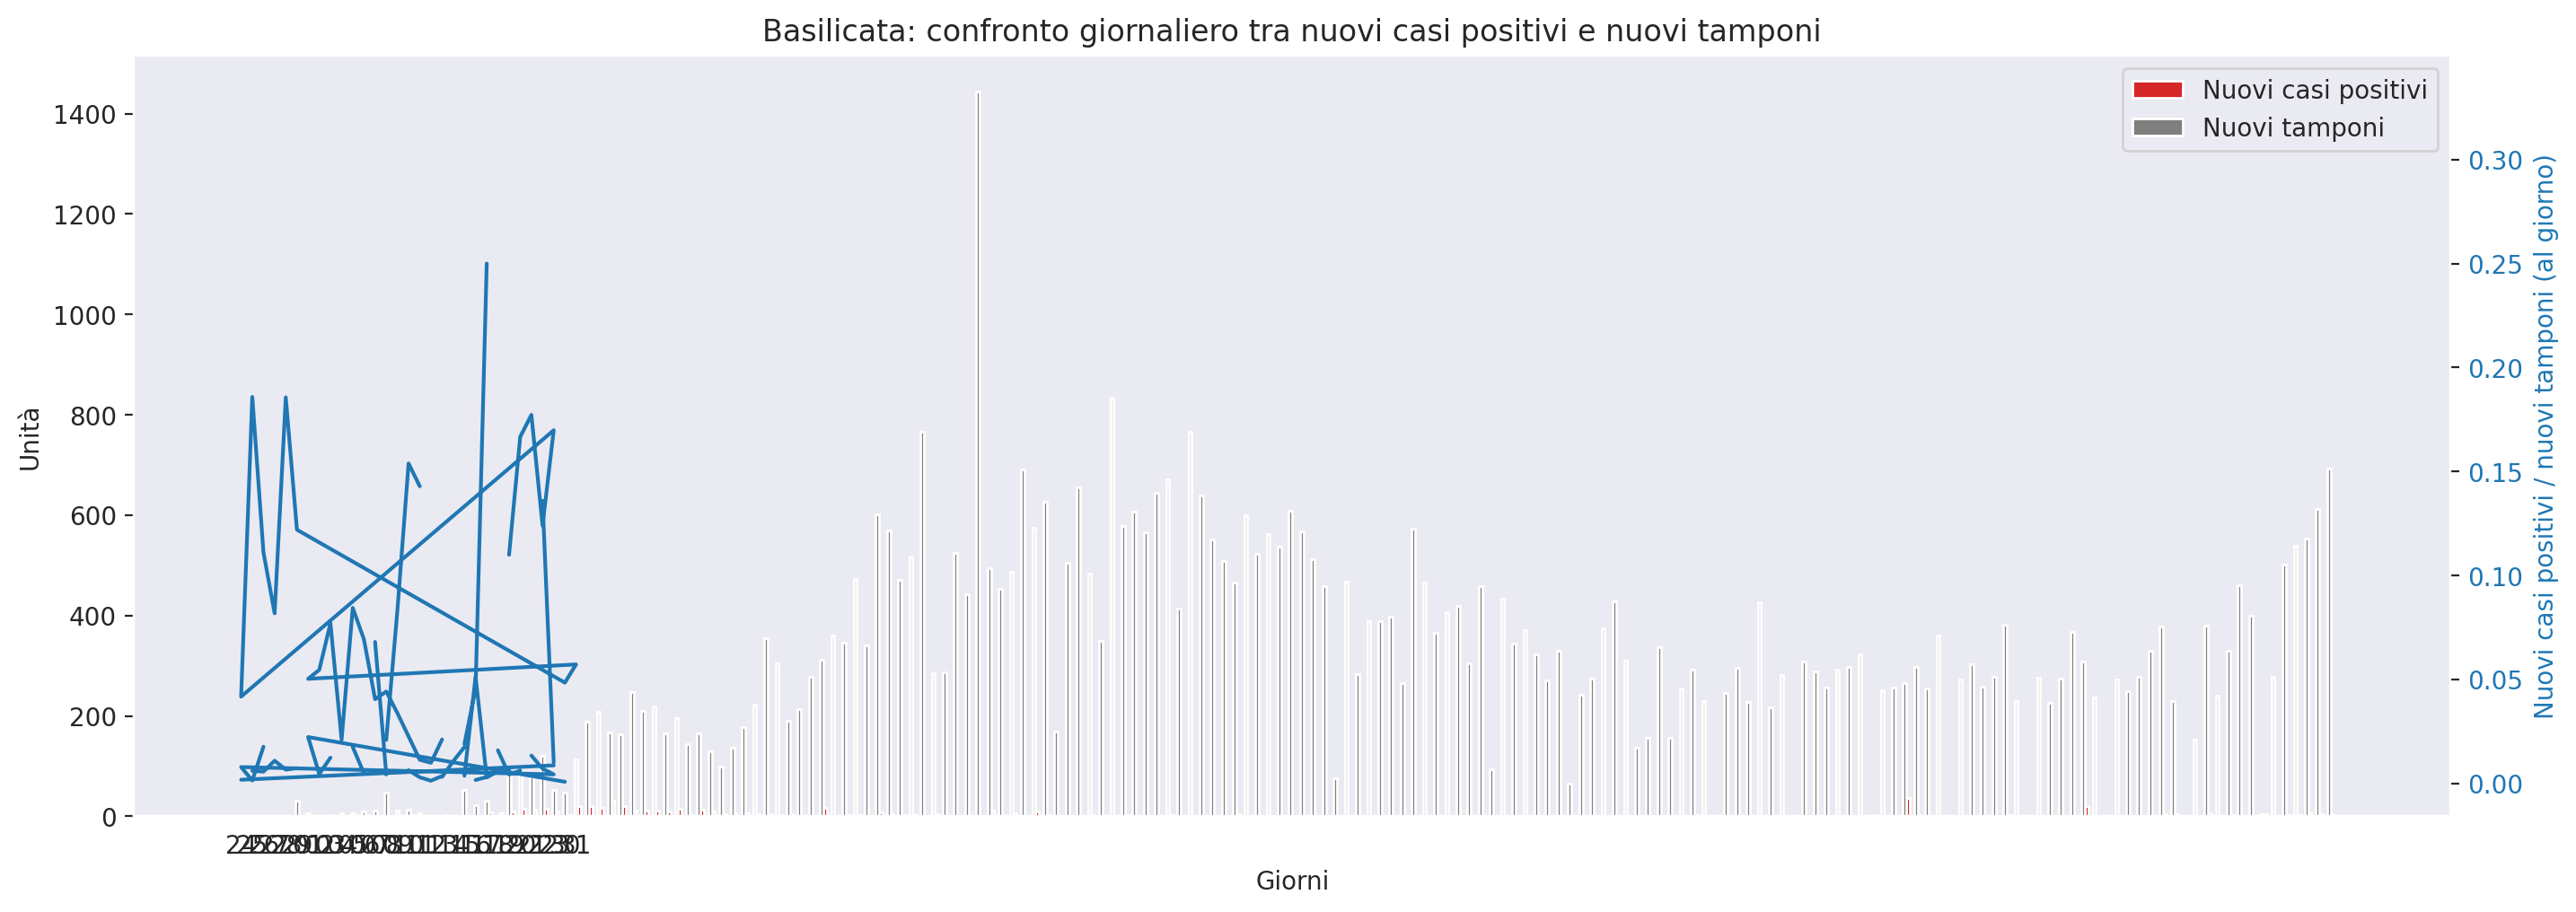 Basilicata: confronto giornaliero tra nuovi casi positivi e nuovi tamponi
Nuovi casi positivi
Nuovi tamponi
1400
1200
1000
800
600
400
200
0
Unità
0.30
0.25
0.20
0.15
0.10
0.05
0.00
Nuovi casi positivi / nuovi tamponi (al giorno)
Giorni